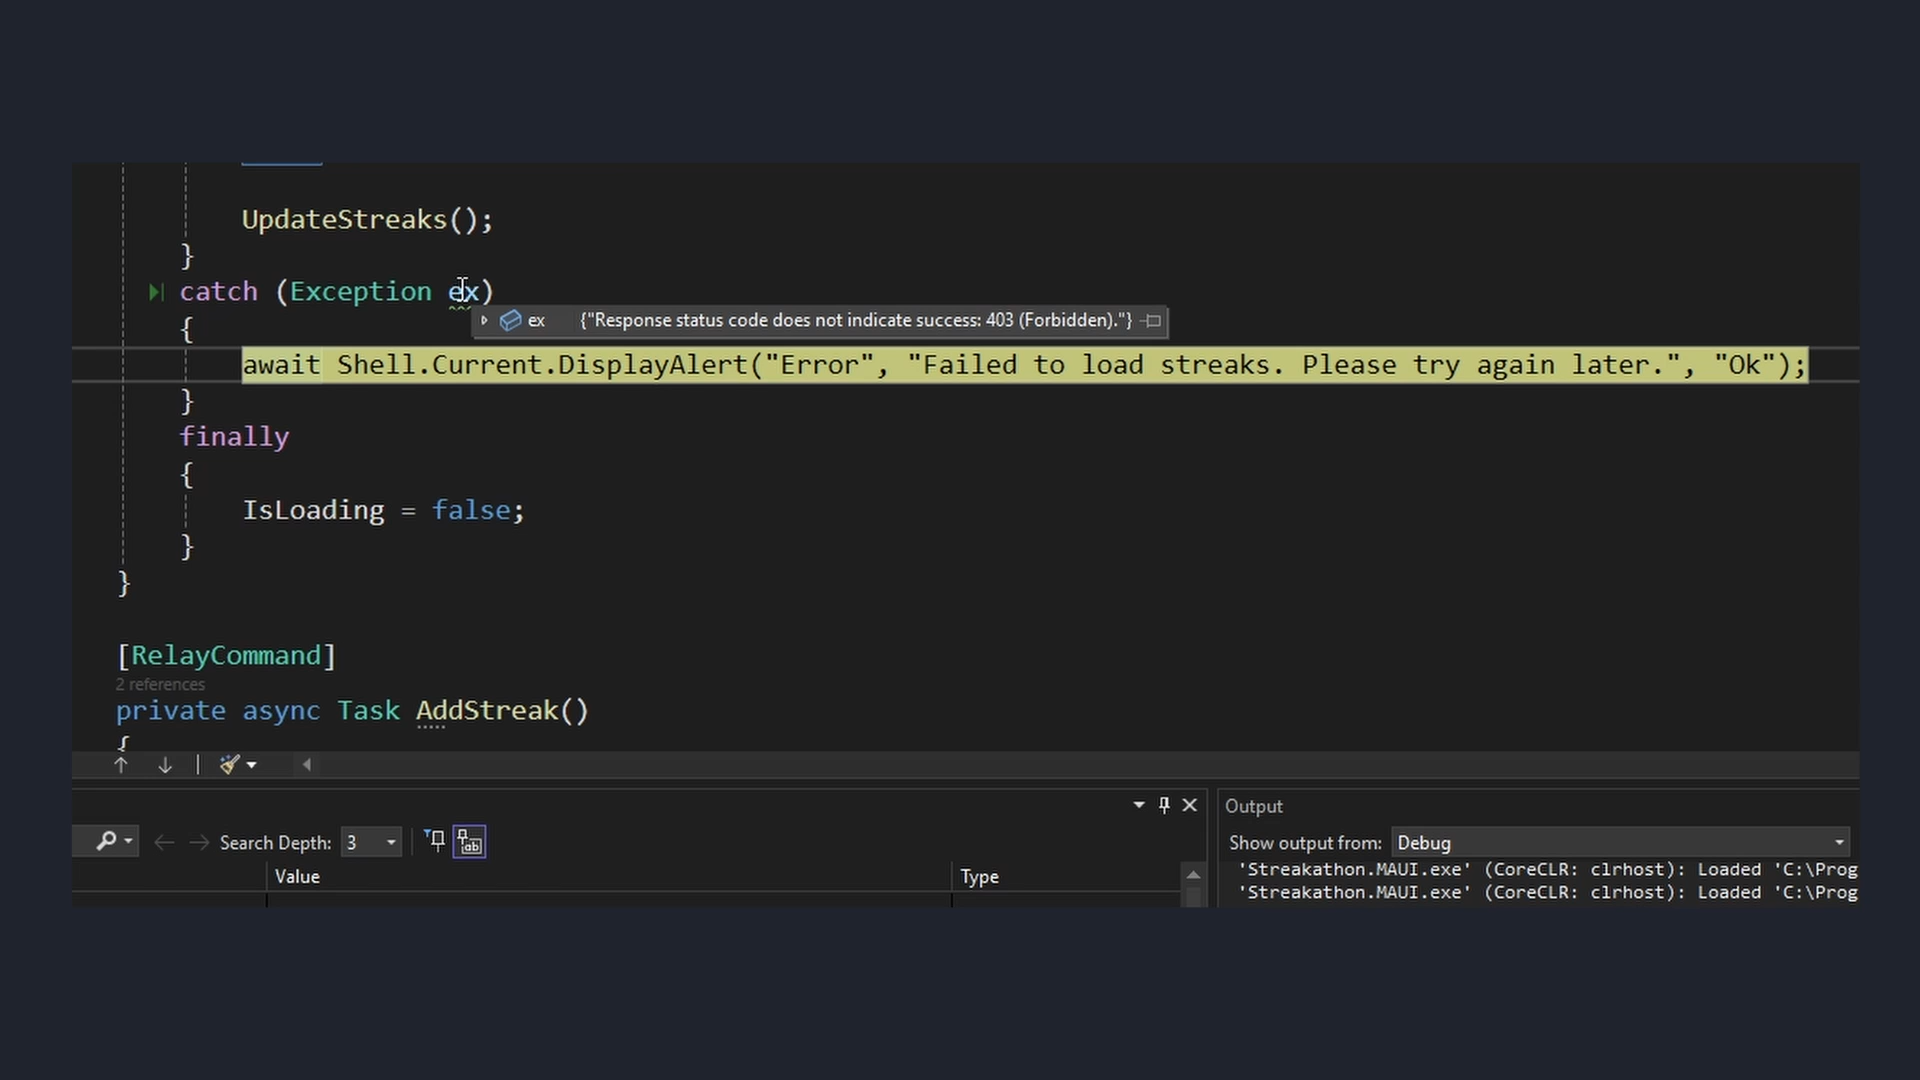 UpdateStreaks();
}
catch (Exception ex)
ex {"Response status code does not indicate success: 403 (Forbidden)."}
{
await Shell.Current.DisplayAlert("Error", "Failed to load streaks. Please try again later.", "Ok");
}
finally
{
IsLoading = false;
}
}
[RelayCommand]
2 references
private async Task AddStreak()
{
Search Depth: 3
Value Type
Output
Show output from: Debug
'Streakathon.MAUI.exe' (CoreCLR: clrhost): Loaded 'C:\Prog
'Streakathon.MAUI.exe' (CoreCLR: clrhost): Loaded 'C:\Prog